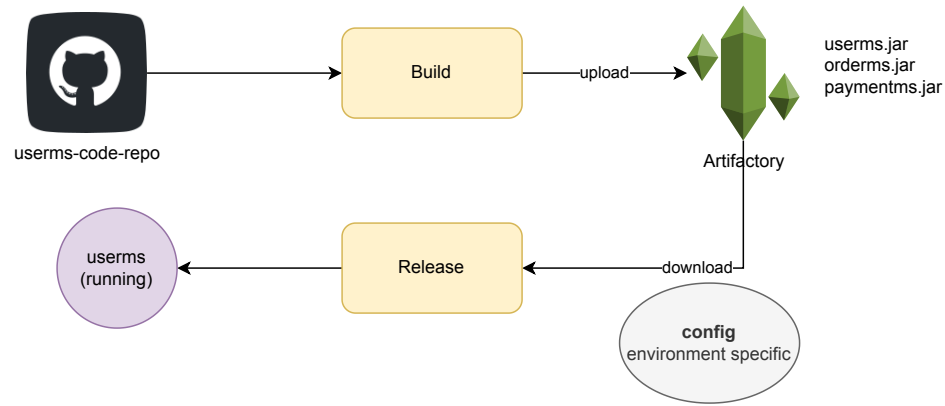 userms-code-repo
Build
upload
userms.jar
orderms.jar
paymentms.jar
Artifactory
userms
(running)
Release
download
config
environment specific